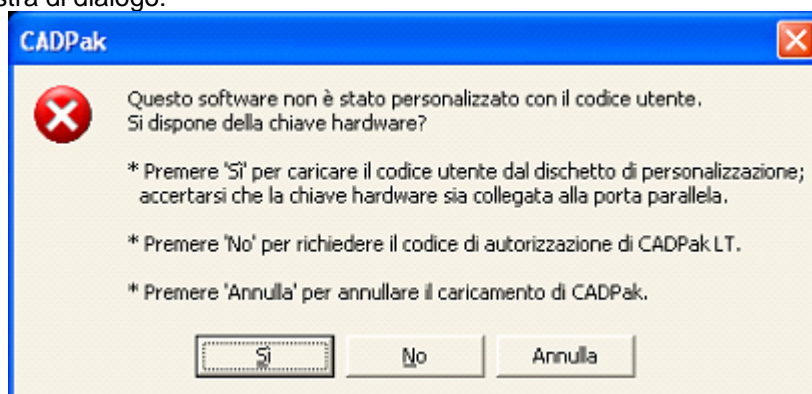 stra di dialogo:
CADPak
Questo software non è stato personalizzato con il codice utente.
Si dispone della chiave hardware?
* Premere 'Sì' per caricare il codice utente dal dischetto di personalizzazione;
accertarsi che la chiave hardware sia collegata alla porta parallela.
* Premere 'No' per richiedere il codice di autorizzazione di CADPak LT.
* Premere 'Annulla' per annullare il caricamento di CADPak.
Sì No Annulla